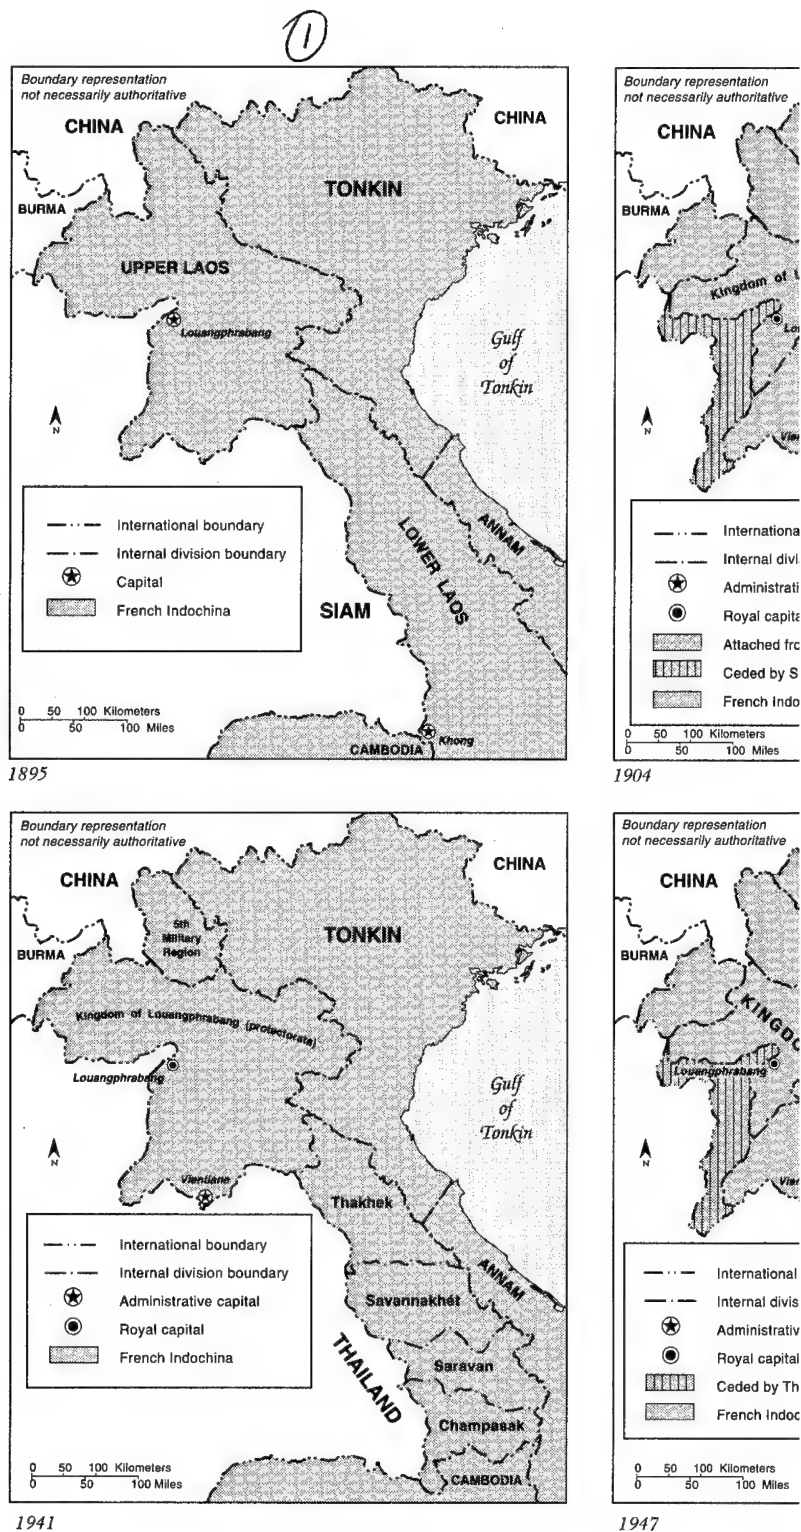 1
Boundary representation
not necessarily authoritative
CHINA
CHINA
TONKIN
BURMA
UPPER LAOS
Louangphrabang
Gulf
of
Tonkin
N
International boundary
Internal division boundary
Capital
French Indochina
LOWER LAOS
ANNAM
SIAM
0 50 100 Kilometers
0 50 100 Miles
CAMBODIA
Khong
1895
Boundary representation
not necessarily authoritative
CHINA
BURMA
Kingdom of L
Lou
N
Vien
Internationa
Internal divi
Administrati
Royal capita
Attached fro
Ceded by S
French Indo
0 50 100 Kilometers
0 50 100 Miles
1904
Boundary representation
not necessarily authoritative
CHINA
CHINA
5th
Military
Region
TONKIN
BURMA
Kingdom of Louangphrabang (protectorate)
Louangphrabang
Gulf
of
Tonkin
N
Vientiane
Thakhek
International boundary
Internal division boundary
Administrative capital
Royal capital
French Indochina
ANNAM
Savannakhét
Saravan
THAILAND
Champasak
CAMBODIA
0 50 100 Kilometers
0 50 100 Miles
1941
Boundary representation
not necessarily authoritative
CHINA
BURMA
KINGDO
Louangphrabang
N
Vien
International
Internal divis
Administrativ
Royal capital
Ceded by Th
French Indoc
0 50 100 Kilometers
0 50 100 Miles
1947